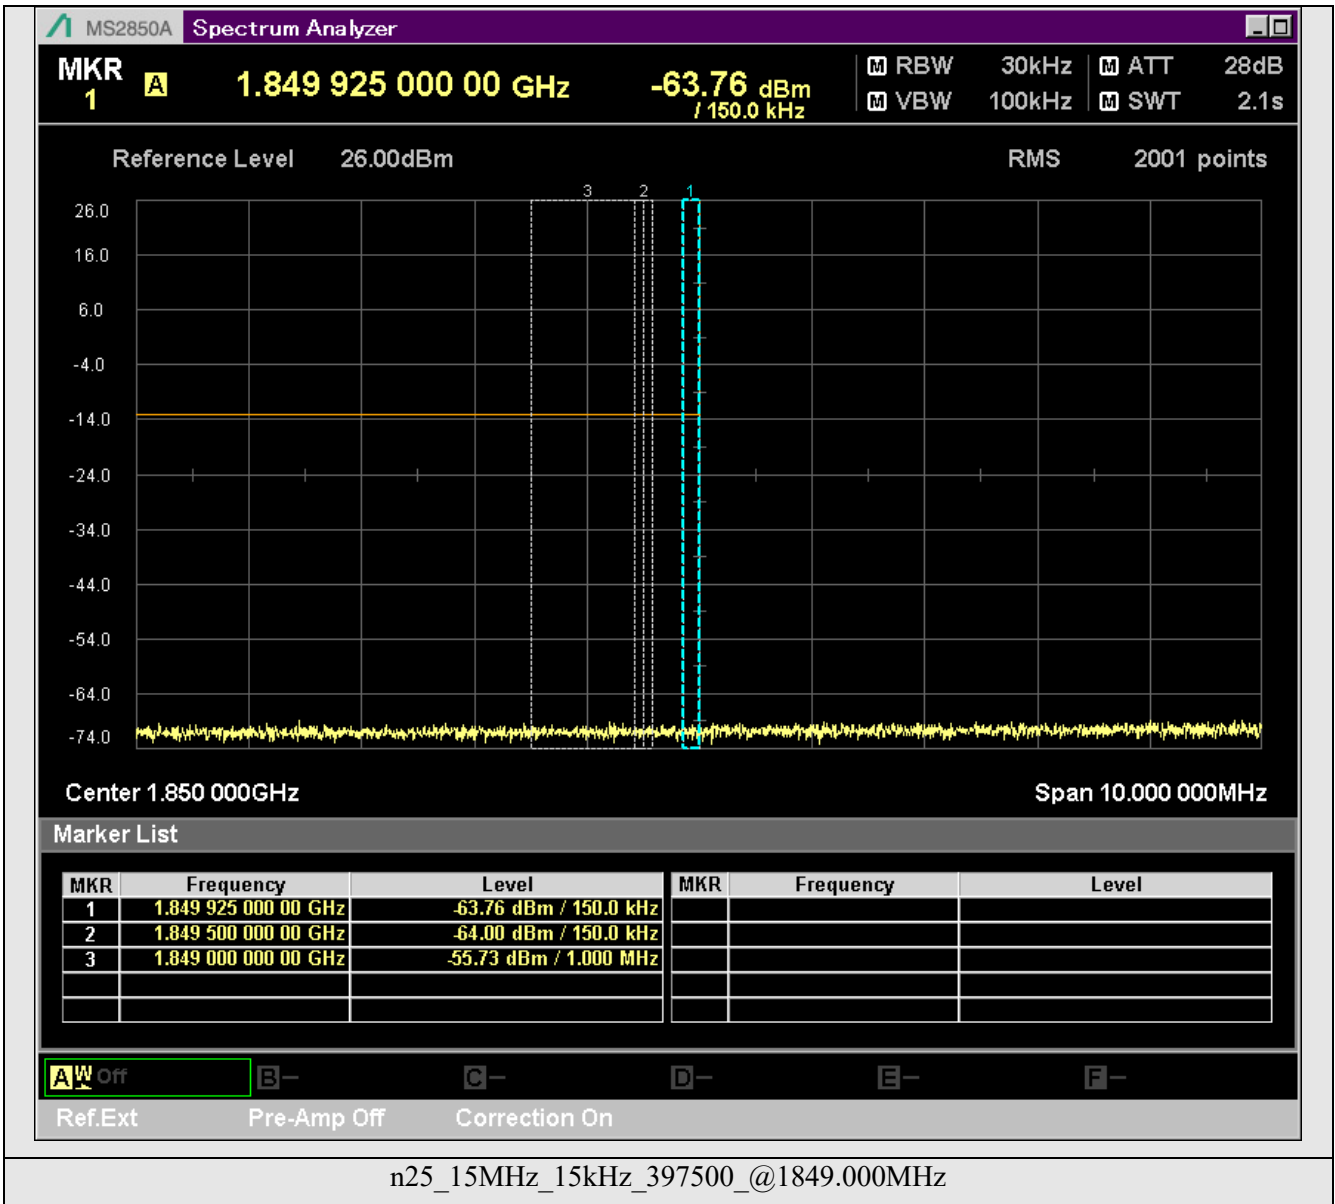 MS2850A Spectrum Analyzer
MKR 1 A 1.849 925 000 00 GHz -63.76 dBm / 150.0 kHz
M RBW 30kHz M ATT 28dB
M VBW 100kHz M SWT 2.1s
Reference Level 26.00dBm RMS 2001 points
3 2 1
26.0
16.0
6.0
-4.0
-14.0
-24.0
-34.0
-44.0
-54.0
-64.0
-74.0
Center 1.850 000GHz Span 10.000 000MHz
Marker List
MKR Frequency Level MKR Frequency Level
1 1.849 925 000 00 GHz -63.76 dBm / 150.0 kHz
2 1.849 500 000 00 GHz -64.00 dBm / 150.0 kHz
3 1.849 000 000 00 GHz -55.73 dBm / 1.000 MHz
A W Off B- C- D- E- F-
Ref.Ext Pre-Amp Off Correction On
n25_15MHz_15kHz_397500_@1849.000MHz